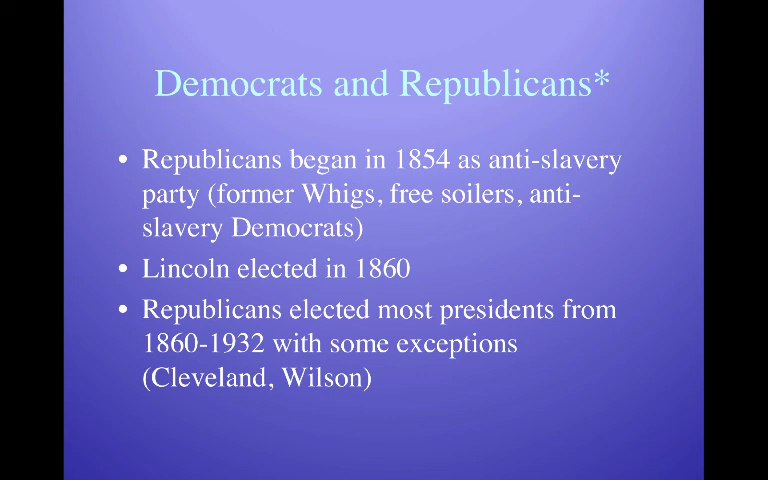 Democrats and Republicans*
• Republicans began in 1854 as anti-slavery
party (former Whigs, free soilers, anti-
slavery Democrats)
• Lincoln elected in 1860
• Republicans elected most presidents from
1860-1932 with some exceptions
(Cleveland, Wilson)